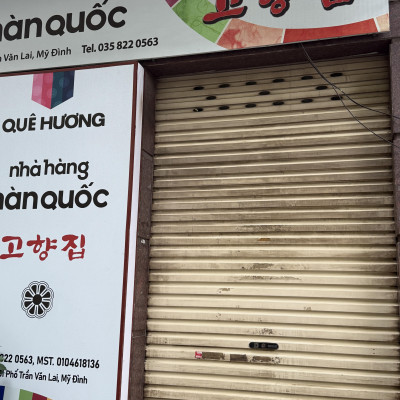 hàn quốc
고향집
Văn Lai, Mỹ Đình Tel. 035 822 0563
QUÊ HƯƠNG
nhà hàng
hàn quốc
고향집
822 0563, MST. 0104618136
Phố Trần Văn Lai, Mỹ Đình